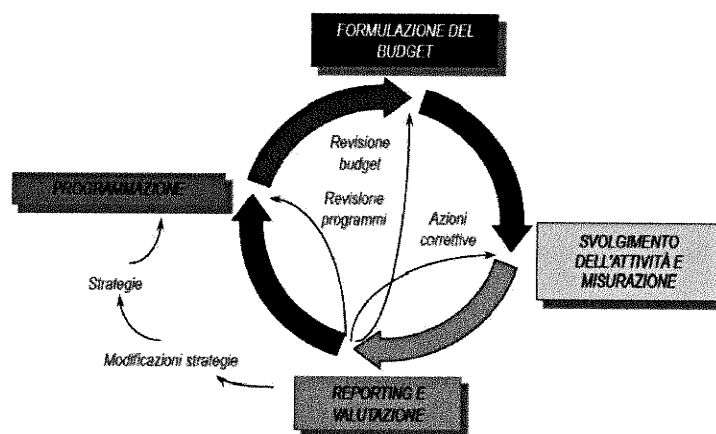 FORMULAZIONE DEL
BUDGET
Revisione
budget
PROGRAMMAZIONE
Revisione
programmi
Azioni
correttive
SVOLGIMENTO
DELL'ATTIVITÀ E
MISURAZIONE
Strategie
Modificazioni strategie
REPORTING E
VALUTAZIONE